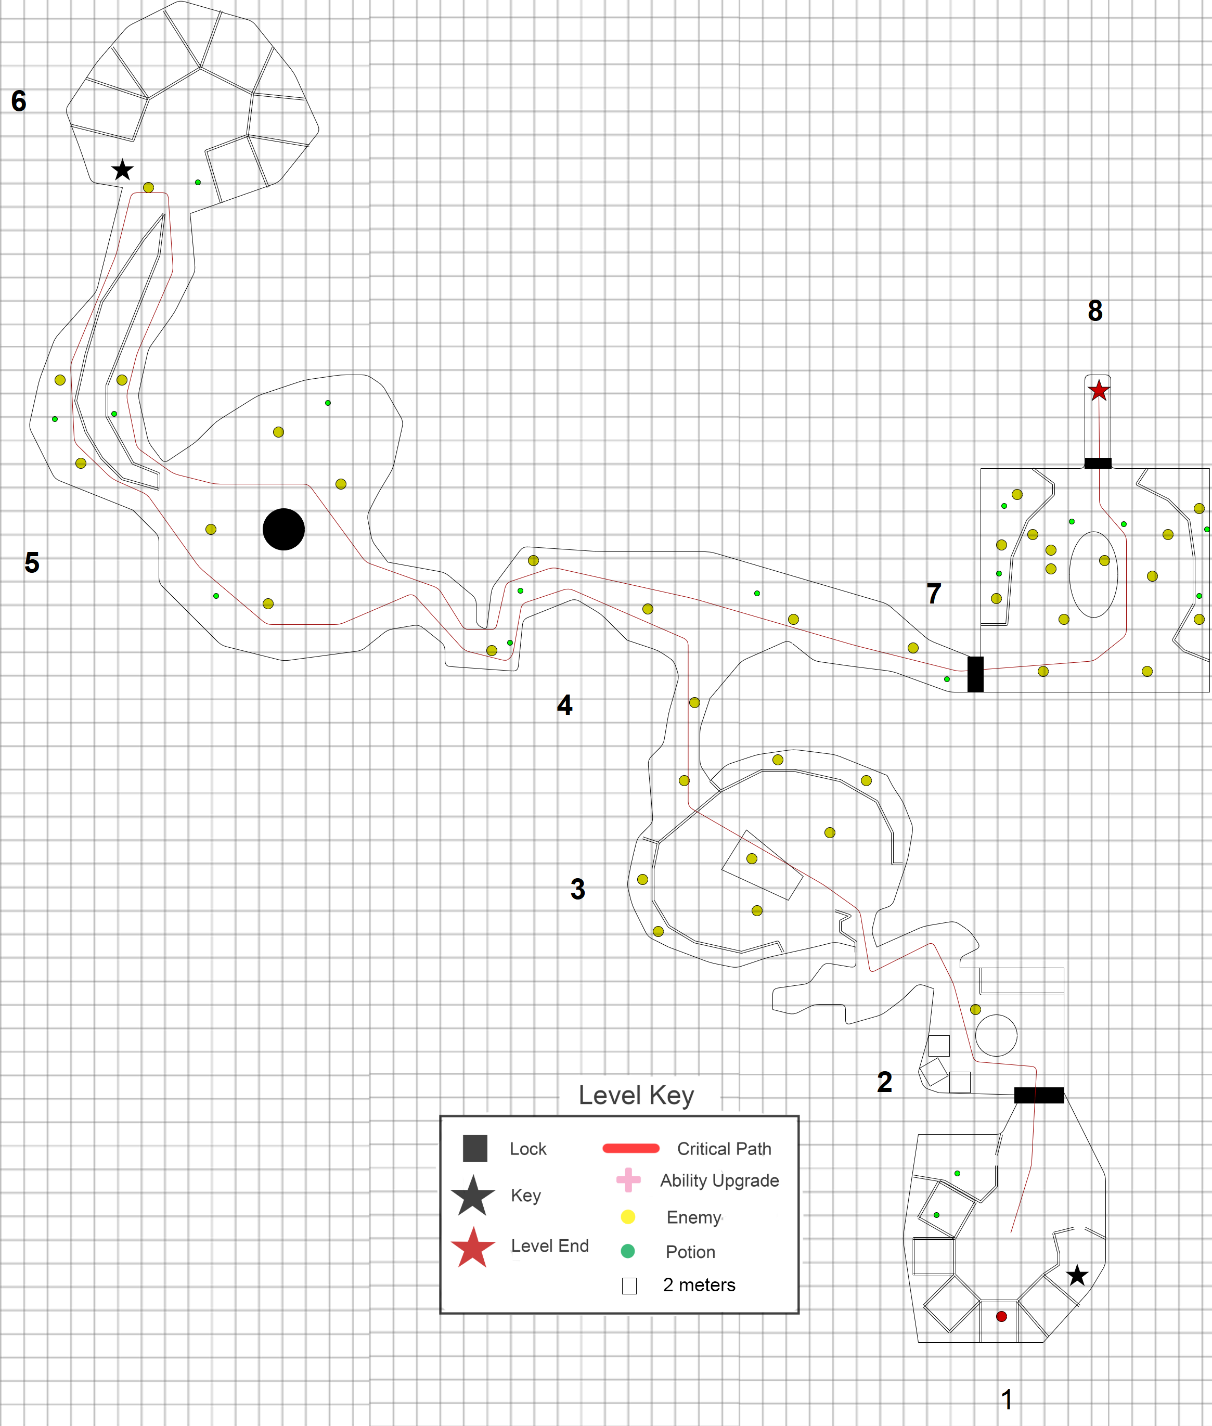 6
8
5
7
4
3
2
Level Key
Lock
Critical Path
Key
Ability Upgrade
Enemy
Level End
Potion
2 meters
1